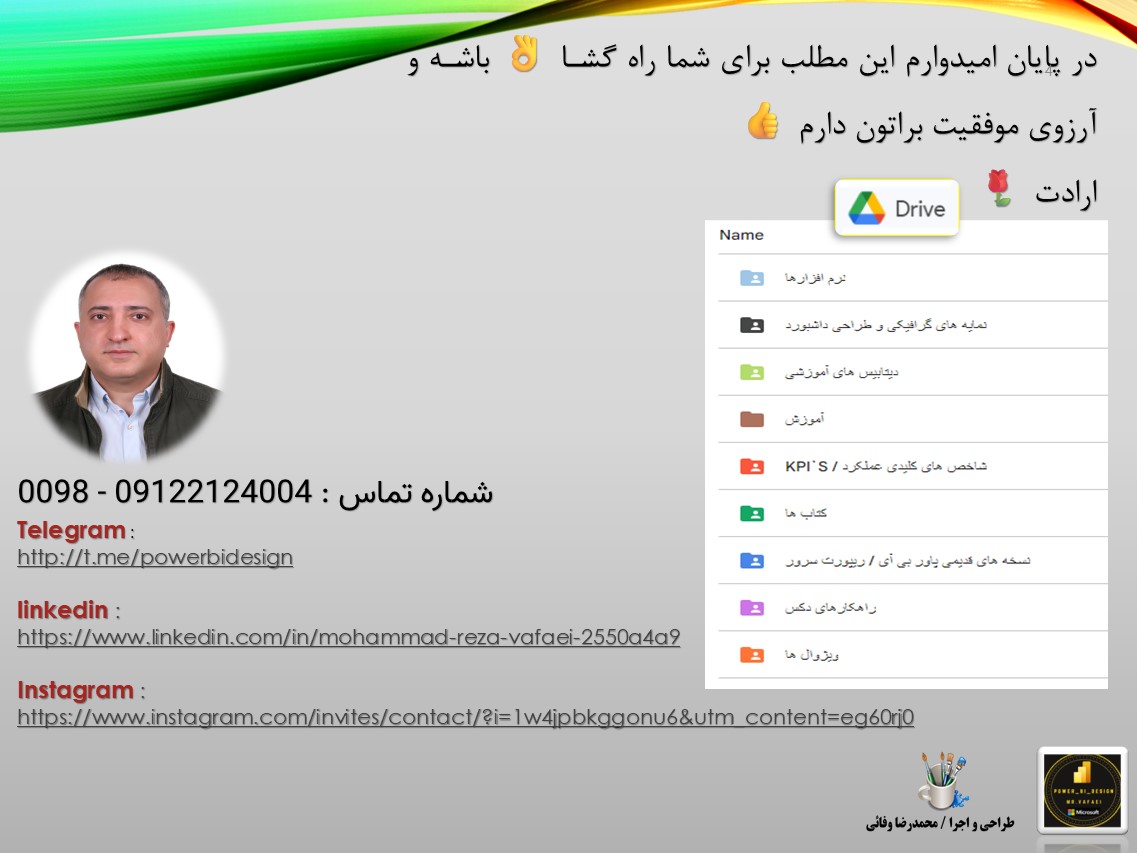 در پایان امیدوارم این مطلب برای شما راه گشا 👌 باشه و
آرزوی موفقیت براتون دارم 👍
ارادت 🌹
Drive
Name
نرم افزارها
نمایه های گرافیکی و طراحی داشبورد
دیتابیس های آموزشی
آموزش
شاخص های کلیدی عملکرد / KPI`S
کتاب ها
نسخه های قدیمی پاور بی آی / ریپورت سرور
راهکارهای دکس
ویژوال ها
شماره تماس : 09122124004 - 0098
Telegram :
http://t.me/powerbidesign
linkedin :
https://www.linkedin.com/in/mohammad-reza-vafaei-2550a4a9
Instagram :
https://www.instagram.com/invites/contact/?i=1w4jpbkggonu6&utm_content=eg60rj0
طراحی و اجرا / محمدرضا وفائی
POWER_BI_DESIGN
MR.VAFAEI
Microsoft